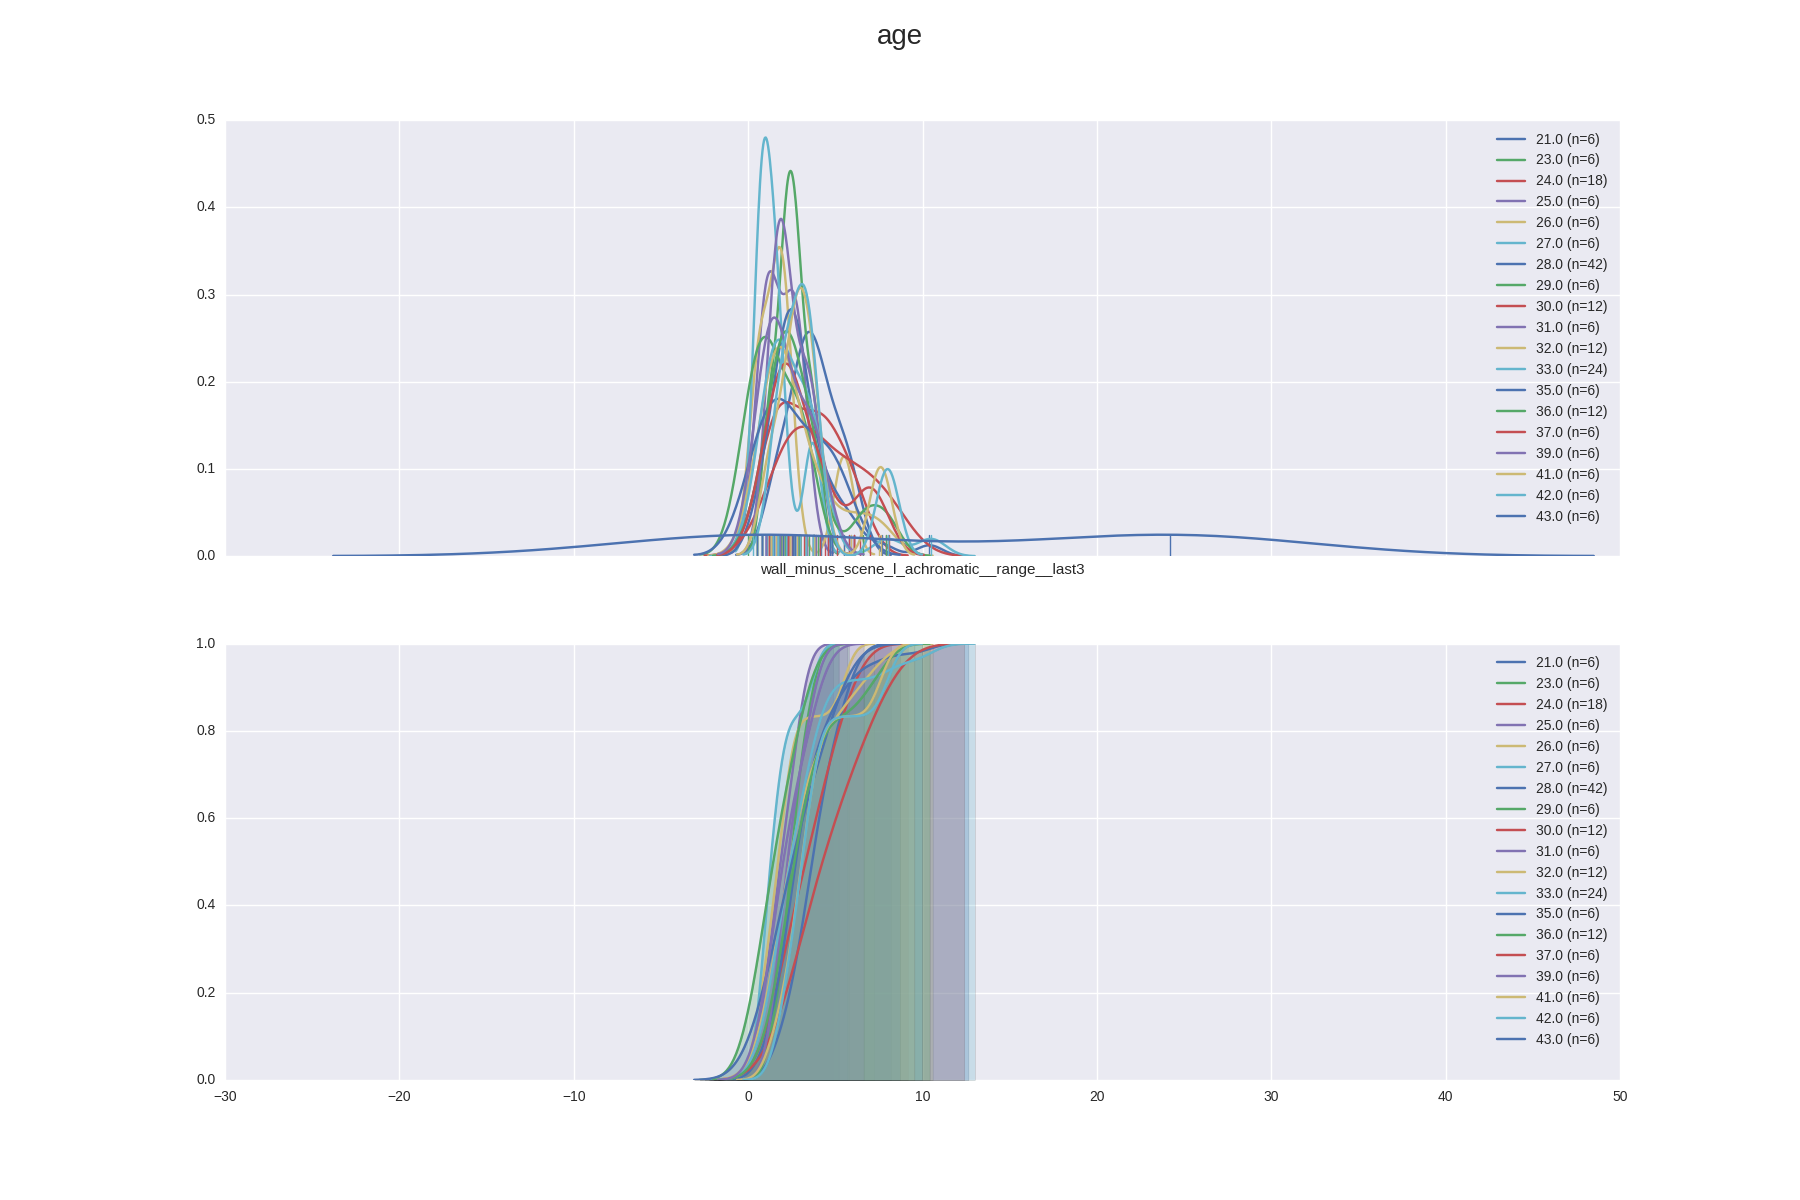 age
0.5
0.4
0.3
0.2
0.1
0.0
21.0 (n=6)
23.0 (n=6)
24.0 (n=18)
25.0 (n=6)
26.0 (n=6)
27.0 (n=6)
28.0 (n=42)
29.0 (n=6)
30.0 (n=12)
31.0 (n=6)
32.0 (n=12)
33.0 (n=24)
35.0 (n=6)
36.0 (n=12)
37.0 (n=6)
39.0 (n=6)
41.0 (n=6)
42.0 (n=6)
43.0 (n=6)
wall_minus_scene_l_achromatic__range__last3
1.0
0.8
0.6
0.4
0.2
0.0
21.0 (n=6)
23.0 (n=6)
24.0 (n=18)
25.0 (n=6)
26.0 (n=6)
27.0 (n=6)
28.0 (n=42)
29.0 (n=6)
30.0 (n=12)
31.0 (n=6)
32.0 (n=12)
33.0 (n=24)
35.0 (n=6)
36.0 (n=12)
37.0 (n=6)
39.0 (n=6)
41.0 (n=6)
42.0 (n=6)
43.0 (n=6)
−30 −20 −10 0 10 20 30 40 50